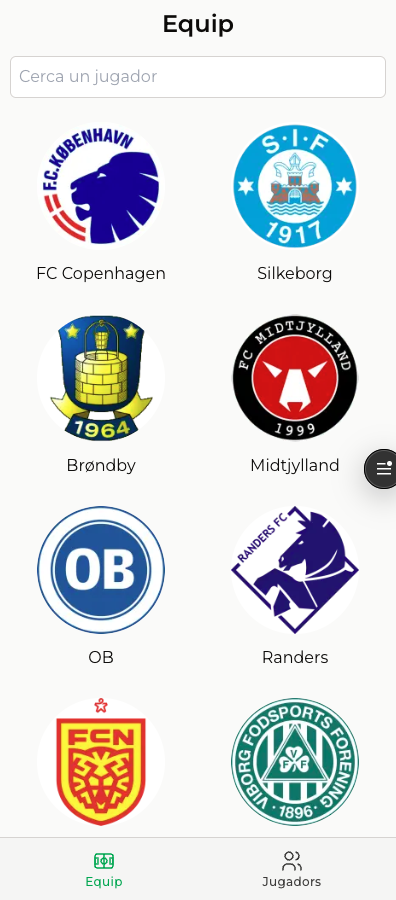 Equip
Cerca un jugador
F.C.KØBENHAVN
S·I·F
1917
FC Copenhagen
Silkeborg
1964
FC MIDTJYLLAND
1999
Brøndby
Midtjylland
OB
RANDERS FC
OB
Randers
FCN
VIBORG FODSPORTS FORENING
VFF
·1896·
Equip
Jugadors